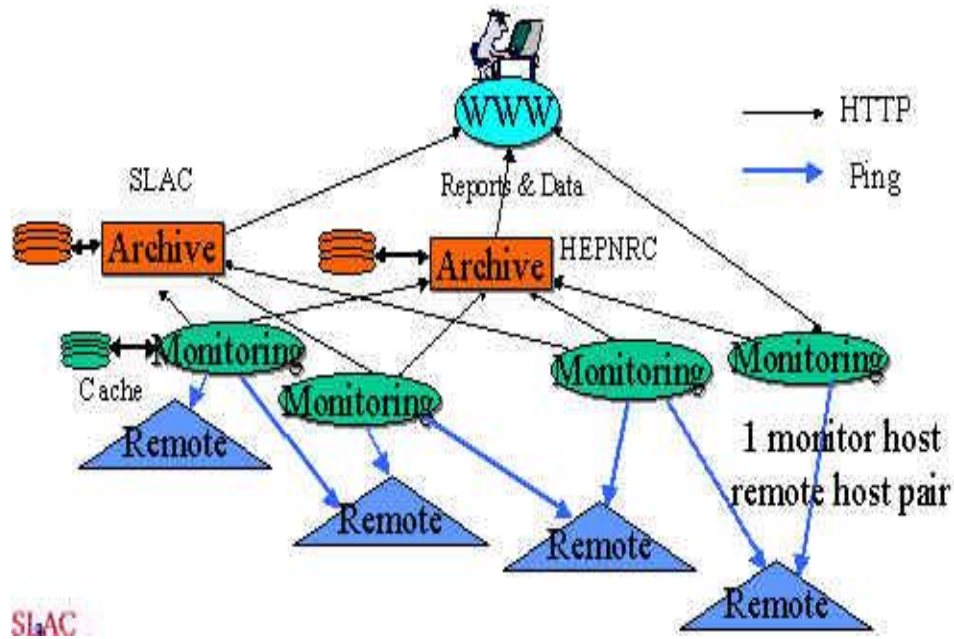 WWW
HTTP
Ping
SLAC
Reports & Data
Archive
Archive
HEPNRC
Monitoring
Monitoring
Monitoring
Monitoring
Cache
Remote
Remote
Remote
Remote
1 monitor host
remote host pair
SLAC